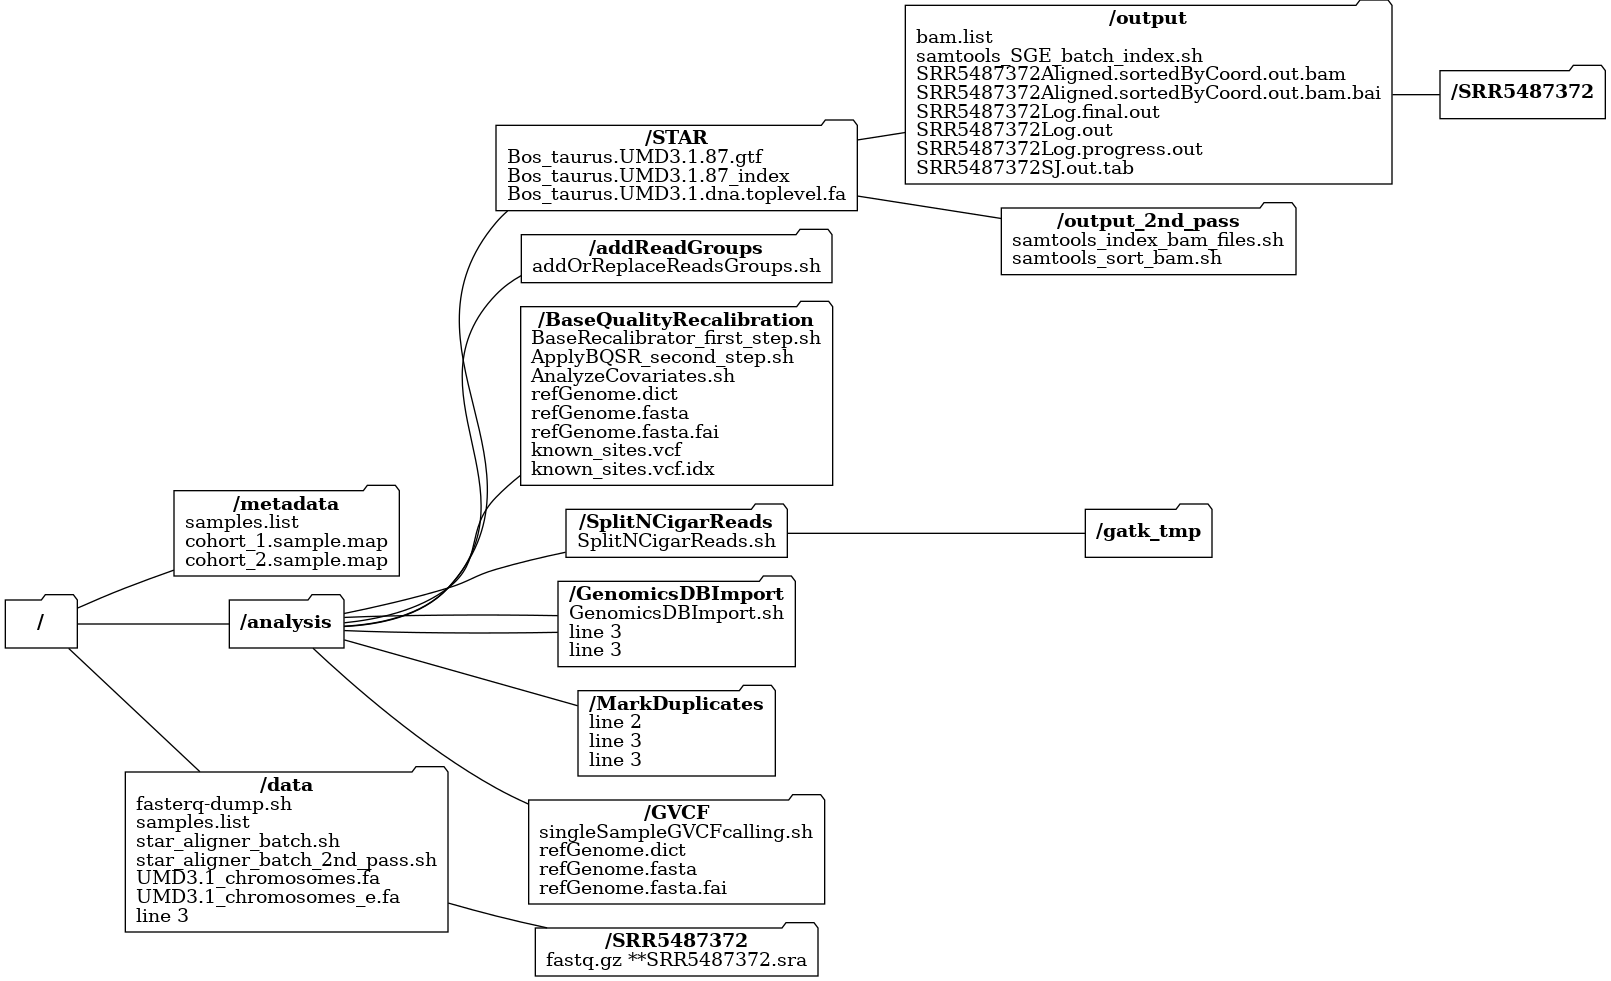 /output
bam.list
samtools_SGE_batch_index.sh
SRR5487372Aligned.sortedByCoord.out.bam
SRR5487372Aligned.sortedByCoord.out.bam.bai
SRR5487372Log.final.out
SRR5487372Log.out
SRR5487372Log.progress.out
SRR5487372SJ.out.tab
/SRR5487372
/STAR
Bos_taurus.UMD3.1.87.gtf
Bos_taurus.UMD3.1.87_index
Bos_taurus.UMD3.1.dna.toplevel.fa
/output_2nd_pass
samtools_index_bam_files.sh
samtools_sort_bam.sh
/addReadGroups
addOrReplaceReadsGroups.sh
/BaseQualityRecalibration
BaseRecalibrator_first_step.sh
ApplyBQSR_second_step.sh
AnalyzeCovariates.sh
refGenome.dict
refGenome.fasta
refGenome.fasta.fai
known_sites.vcf
known_sites.vcf.idx
/metadata
samples.list
cohort_1.sample.map
cohort_2.sample.map
/SplitNCigarReads
SplitNCigarReads.sh
/gatk_tmp
/
/analysis
/GenomicsDBImport
GenomicsDBImport.sh
line 3
line 3
/MarkDuplicates
line 2
line 3
line 3
/data
fasterq-dump.sh
samples.list
star_aligner_batch.sh
star_aligner_batch_2nd_pass.sh
UMD3.1_chromosomes.fa
UMD3.1_chromosomes_e.fa
line 3
/GVCF
singleSampleGVCFcalling.sh
refGenome.dict
refGenome.fasta
refGenome.fasta.fai
/SRR5487372
fastq.gz **SRR5487372.sra